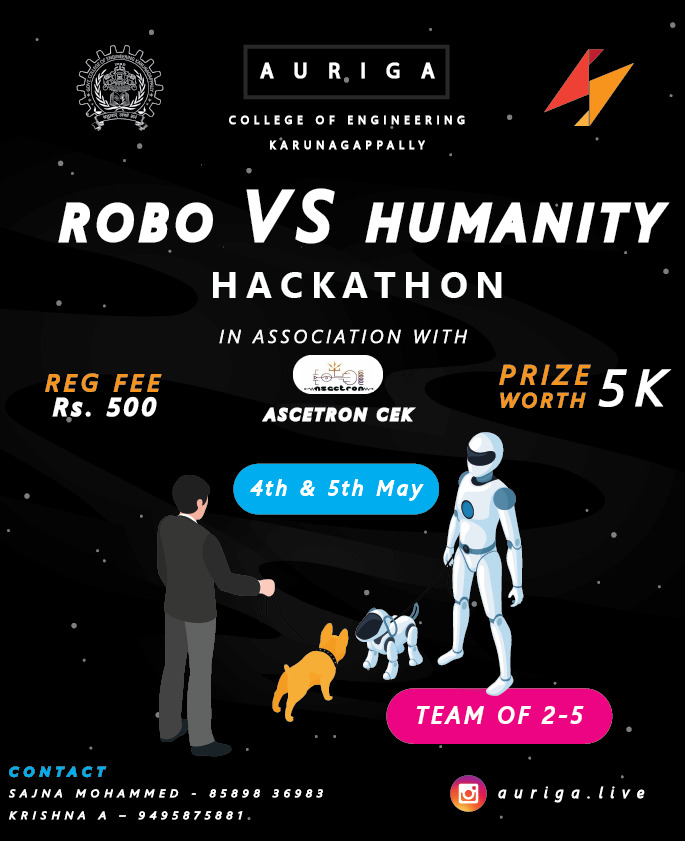 AURIGA
COLLEGE OF ENGINEERING
KARUNAGAPPALLY
ROBO VS HUMANITY
HACKATHON
IN ASSOCIATION WITH
REG FEE
Rs. 500
nsactron
ASCETRON CEK
PRIZE
WORTH 5K
4th & 5th May
TEAM OF 2-5
CONTACT
SAJNA MOHAMMED - 85898 36983
KRISHNA A – 9495875881.
auriga.live